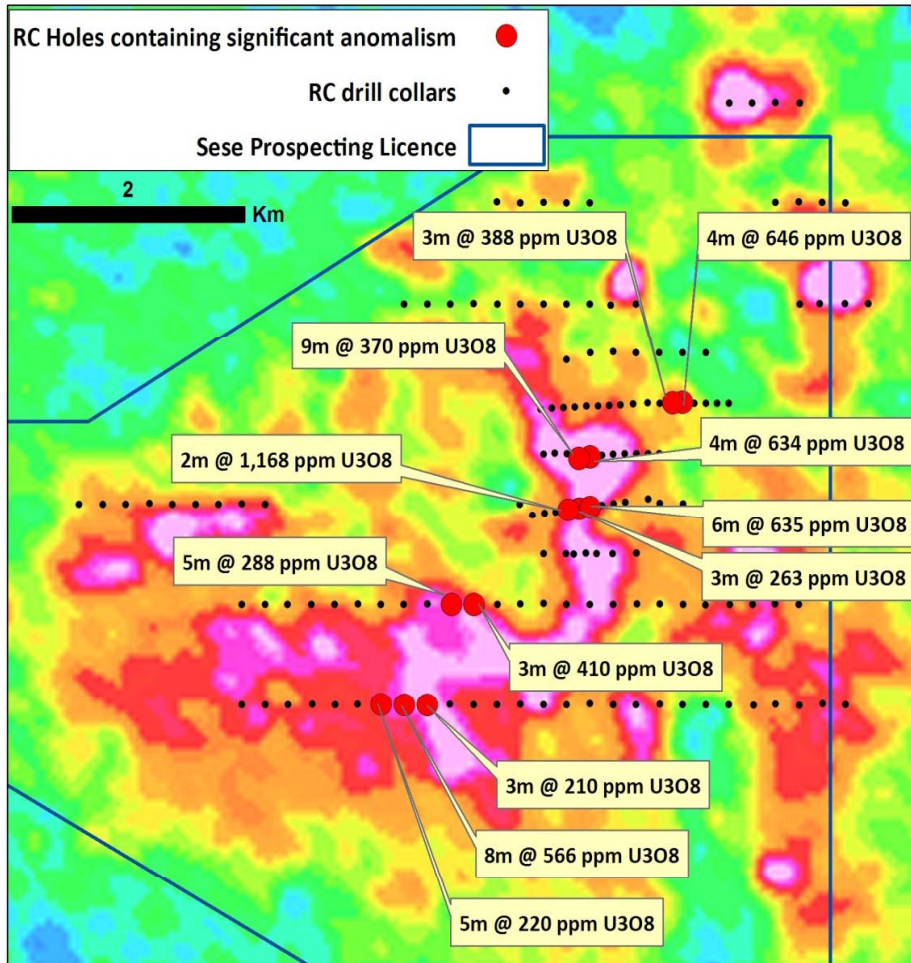 RC Holes containing significant anomalism
RC drill collars
Sese Prospecting Licence
2
Km
3m @ 388 ppm U3O8
4m @ 646 ppm U3O8
9m @ 370 ppm U3O8
4m @ 634 ppm U3O8
2m @ 1,168 ppm U3O8
6m @ 635 ppm U3O8
5m @ 288 ppm U3O8
3m @ 263 ppm U3O8
3m @ 410 ppm U3O8
3m @ 210 ppm U3O8
8m @ 566 ppm U3O8
5m @ 220 ppm U3O8